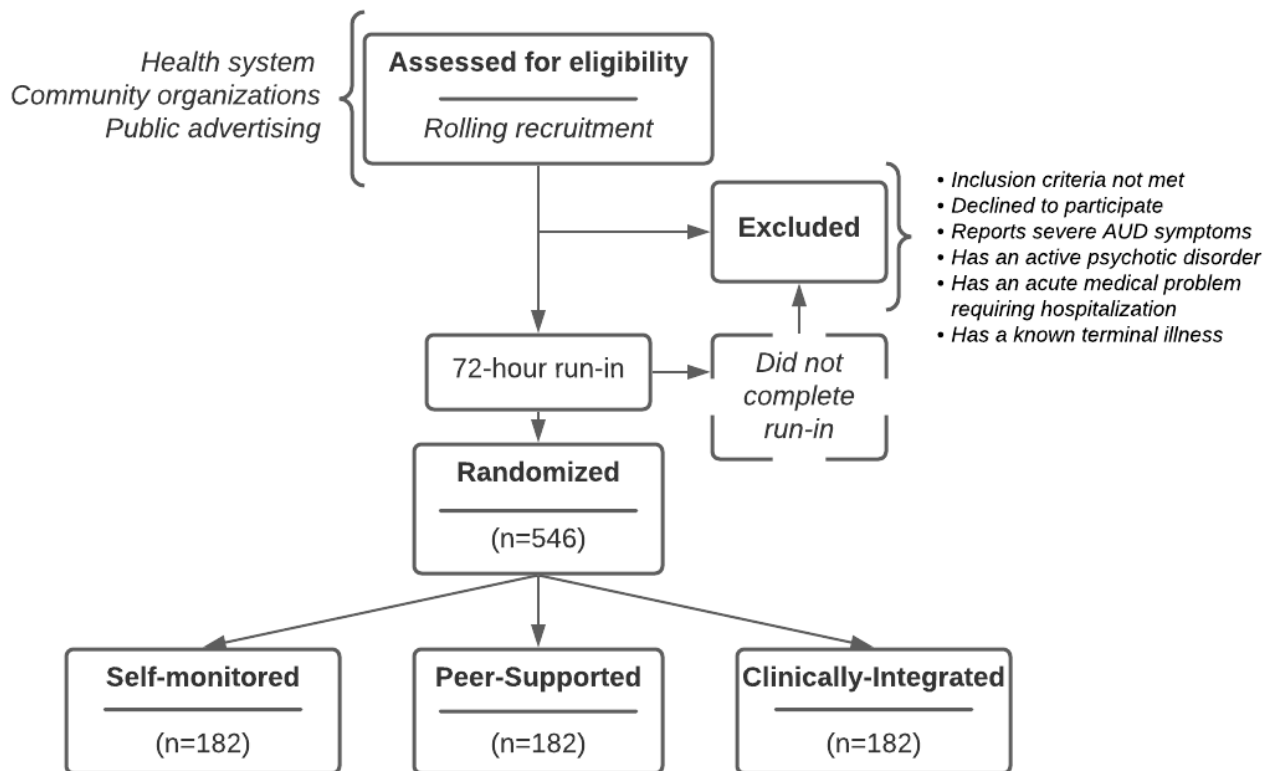 Health system
Community organizations
Public advertising
Assessed for eligibility
Rolling recruitment
Excluded
• Inclusion criteria not met
• Declined to participate
• Reports severe AUD symptoms
• Has an active psychotic disorder
• Has an acute medical problem
requiring hospitalization
• Has a known terminal illness
72-hour run-in
Did not
complete
run-in
Randomized
(n=546)
Self-monitored
(n=182)
Peer-Supported
(n=182)
Clinically-Integrated
(n=182)